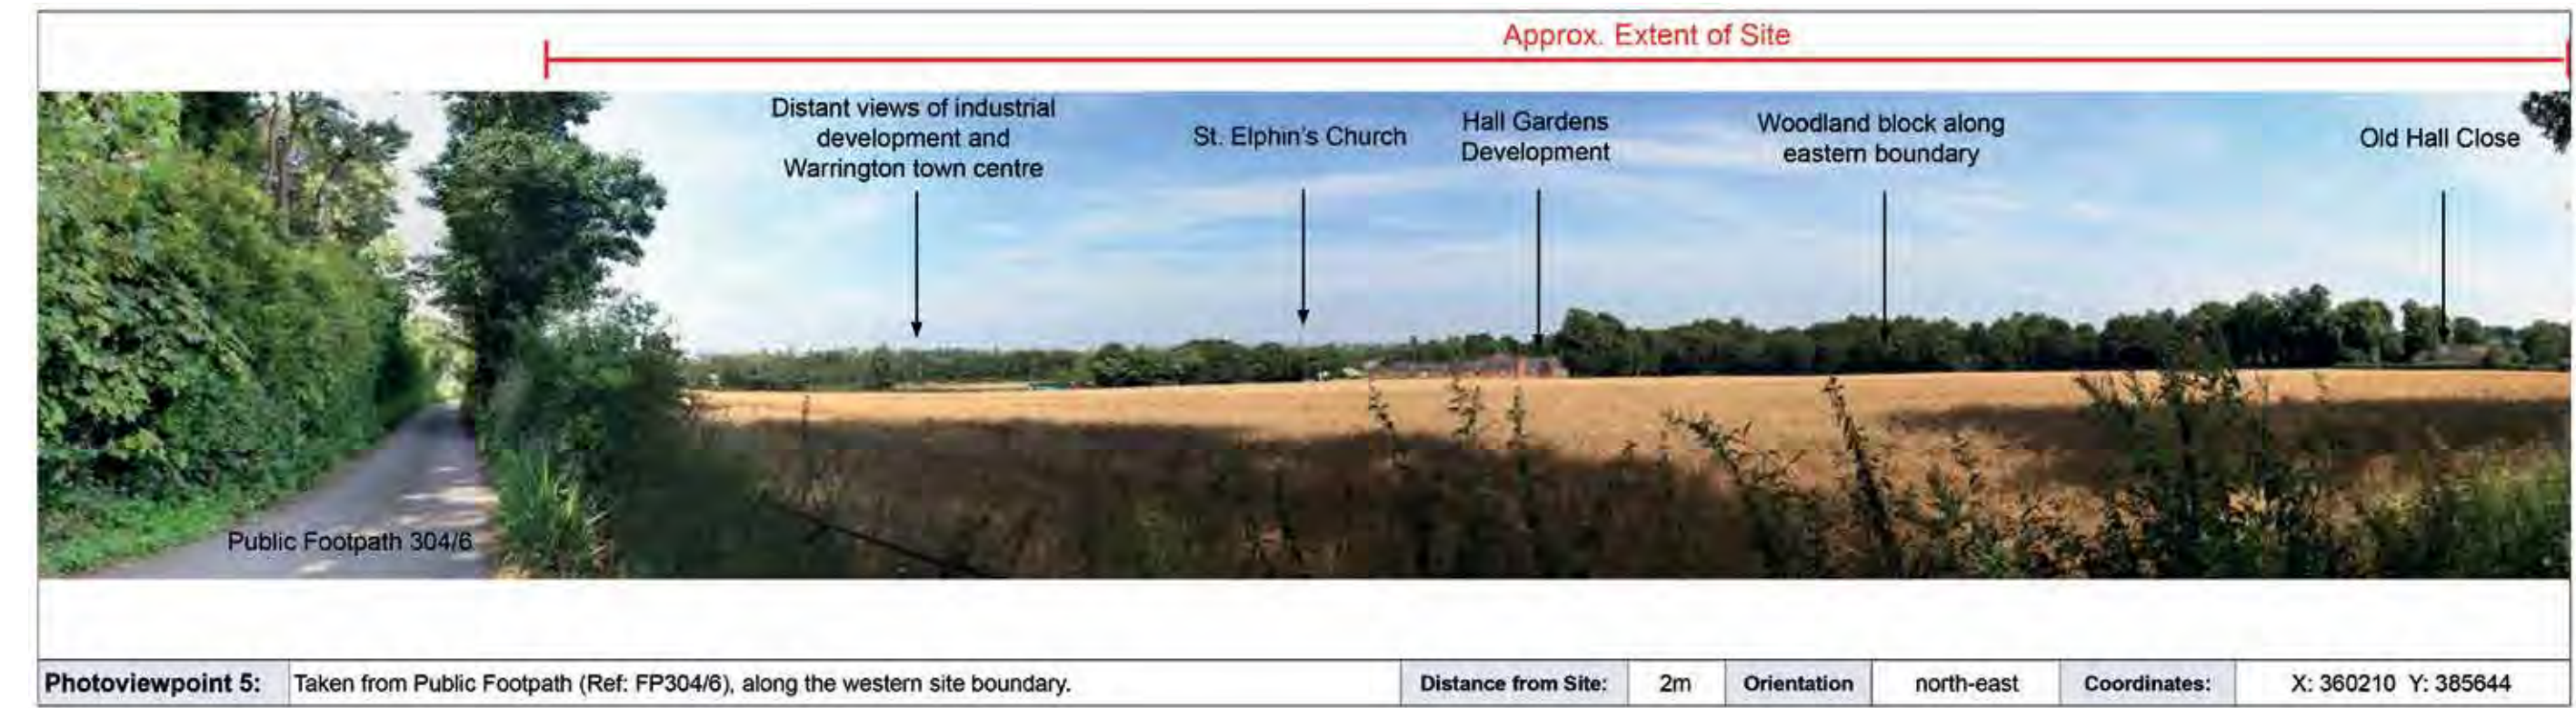 Approx. Extent of Site
Distant views of industrial
development and
Warrington town centre
St. Elphin's Church
Hall Gardens
Development
Woodland block along
eastern boundary
Old Hall Close
Public Footpath 304/6
Photoviewpoint 5: Taken from Public Footpath (Ref: FP304/6), along the western site boundary. Distance from Site: 2m Orientation north-east Coordinates: X: 360210 Y: 385644